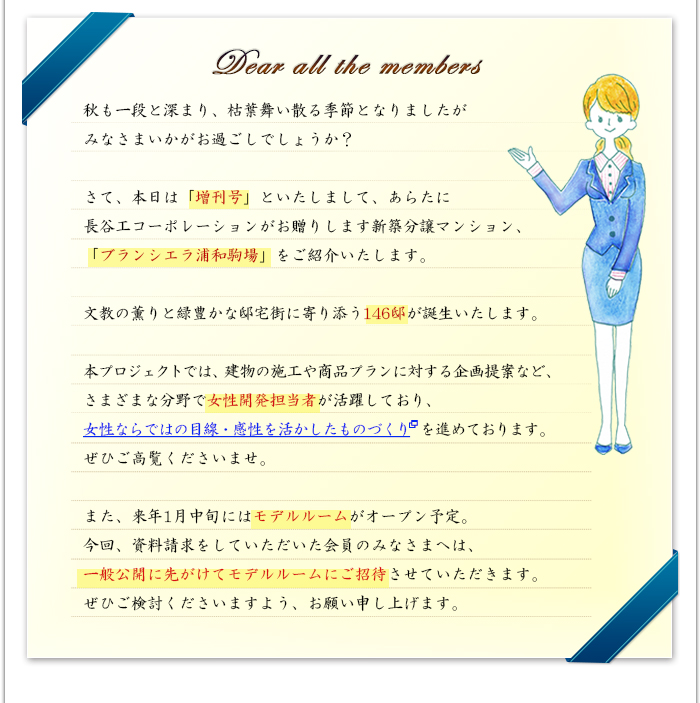 Dear all the members
秋も一段と深まり、枯葉舞い散る季節となりましたが
みなさまいかがお過ごしでしょうか？
さて、本日は「増刊号」といたしまして、あらたに
長谷工コーポレーションがお贈りします新築分譲マンション、
「ブランシエラ浦和駒場」をご紹介いたします。
文教の薫りと緑豊かな邸宅街に寄り添う146邸が誕生いたします。
本プロジェクトでは、建物の施工や商品プランに対する企画提案など、
さまざまな分野で女性開発担当者が活躍しており、
女性ならではの目線・感性を活かしたものづくりを進めております。
ぜひご高覧くださいませ。
また、来年1月中旬にはモデルルームがオープン予定。
今回、資料請求をしていただいた会員のみなさまへは、
一般公開に先がけてモデルルームにご招待させていただきます。
ぜひご検討くださいますよう、お願い申し上げます。